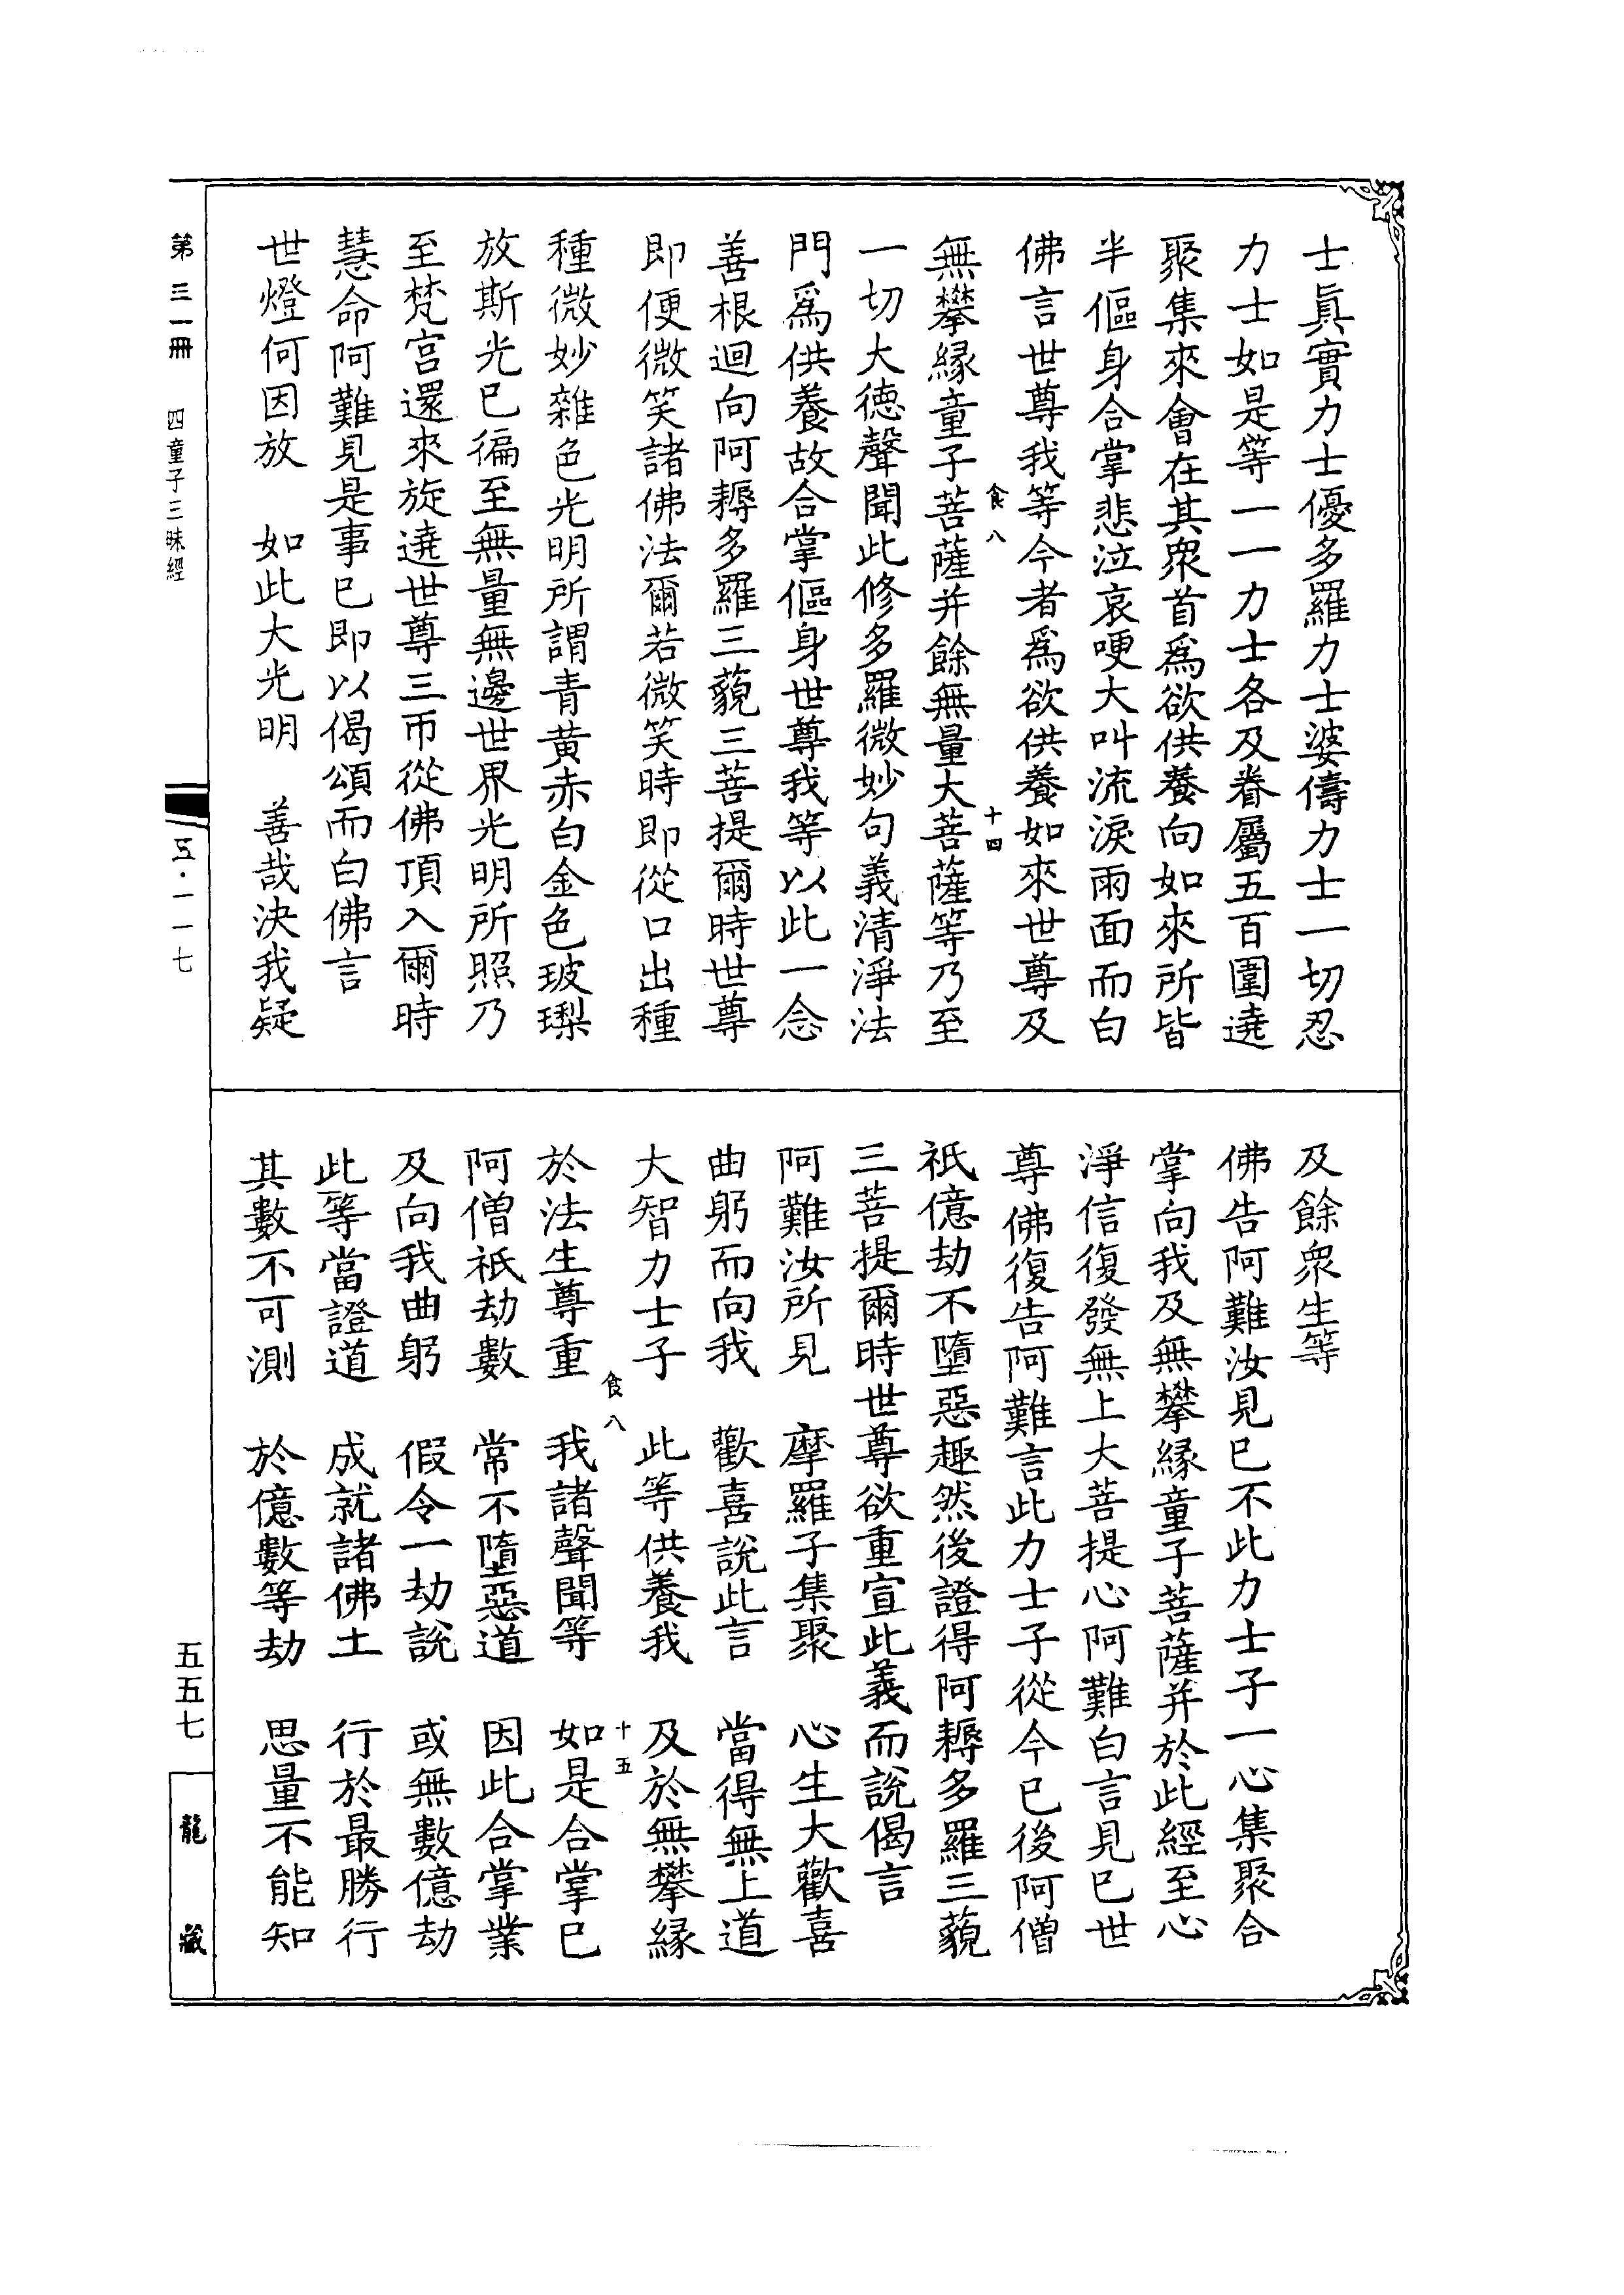 士眞實力士優多羅力士婆儔力士一切忍
力士如是等一一力士各及眷屬五百圍遶
聚集來會在其衆首爲欲供養向如來所皆
半傴身合掌悲泣哀哽大叫流淚雨面而白
佛言世尊我等今者爲欲供養如來世尊及
食八 十四
無攀緣童子菩薩并餘無量大菩薩等乃至
一切大德聲聞此修多羅微妙句義清淨法
門爲供養故合掌傴身世尊我等以此一念
善根迴向阿耨多羅三藐三菩提爾時世尊
即便微笑諸佛法爾若微笑時即從口出種
種微妙雜色光明所謂青黄赤白金色玻瓈
放斯光已徧至無量無邊世界光明所照乃
至梵宫還來旋遶世尊三帀從佛頂入爾時
慧命阿難見是事已即以偈頌而白佛言
世燈何因放 如此大光明 善哉決我疑
及餘衆生等
佛告阿難汝見已不此力士子一心集聚合
掌向我及無攀緣童子菩薩并於此經至心
淨信復發無上大菩提心阿難白言見已世
尊佛復告阿難言此力士子從今已後阿僧
祇億劫不墮惡趣然後證得阿耨多羅三藐
三菩提爾時世尊欲重宣此義而說偈言
阿難汝所見 摩羅子集聚 心生大歡喜
曲躬而向我 歡喜說此言 當得無上道
大智力士子 此等供養我 及於無攀緣
食八 十五
於法生尊重 我諸聲聞等 如是合掌已
阿僧祇劫數 常不墮惡道 因此合掌業
及向我曲躬 假令一劫說 或無數億劫
此等當證道 成就諸佛土 行於最勝行
其數不可測 於億數等劫 思量不能知
第三一冊 四童子三昧經 五·一一七 五五七 龍藏